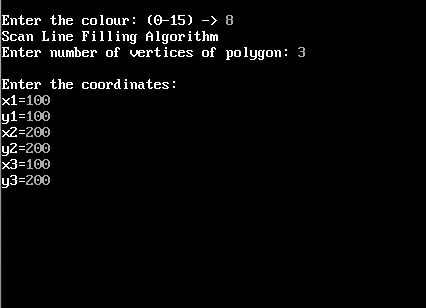 Enter the colour: (0-15) -> 8
Scan Line Filling Algorithm
Enter number of vertices of polygon: 3
Enter the coordinates:
x1=100
y1=100
x2=200
y2=200
x3=100
y3=200